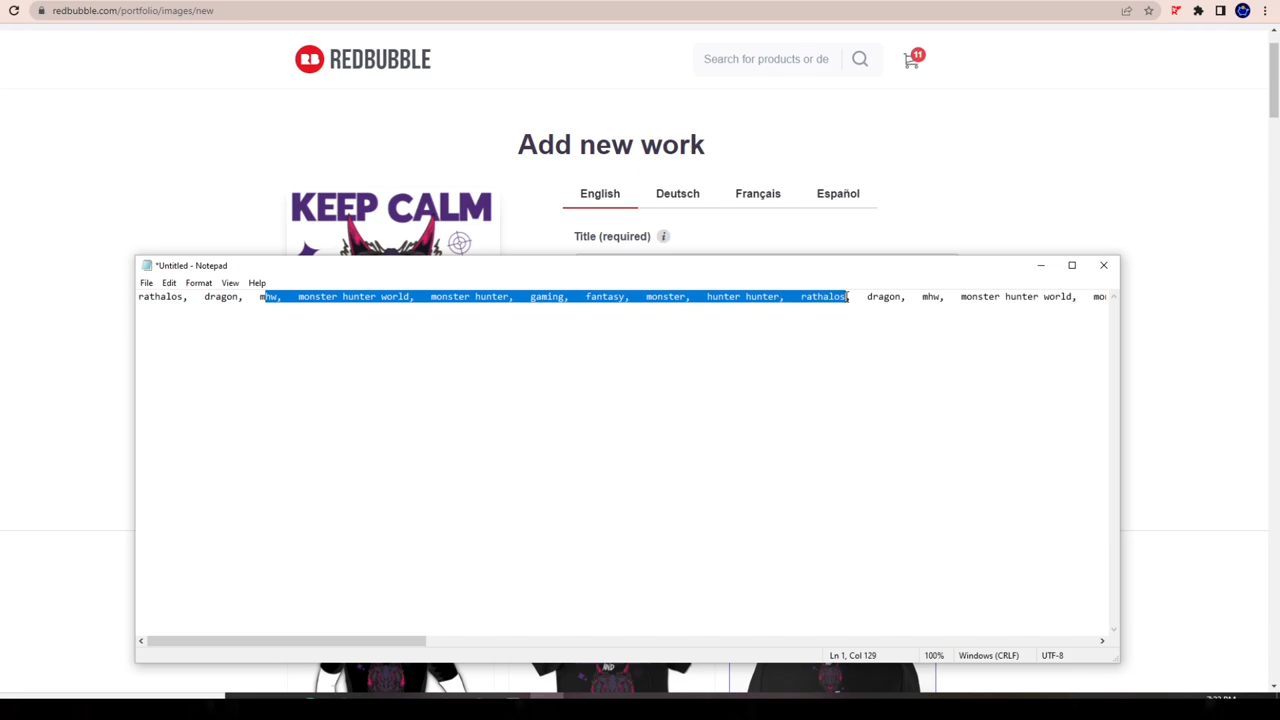 redbubble.com/portfolio/images/new
RB REDBUBBLE
Search for products or de
11
Add new work
KEEP CALM
English Deutsch Français Español
Title (required) i
*Untitled - Notepad
File Edit Format View Help
rathalos, dragon, mhw, monster hunter world, monster hunter, gaming, fantasy, monster, hunter hunter, rathalos, dragon, mhw, monster hunter world, mo
Ln 1, Col 129 100% Windows (CRLF) UTF-8
AND